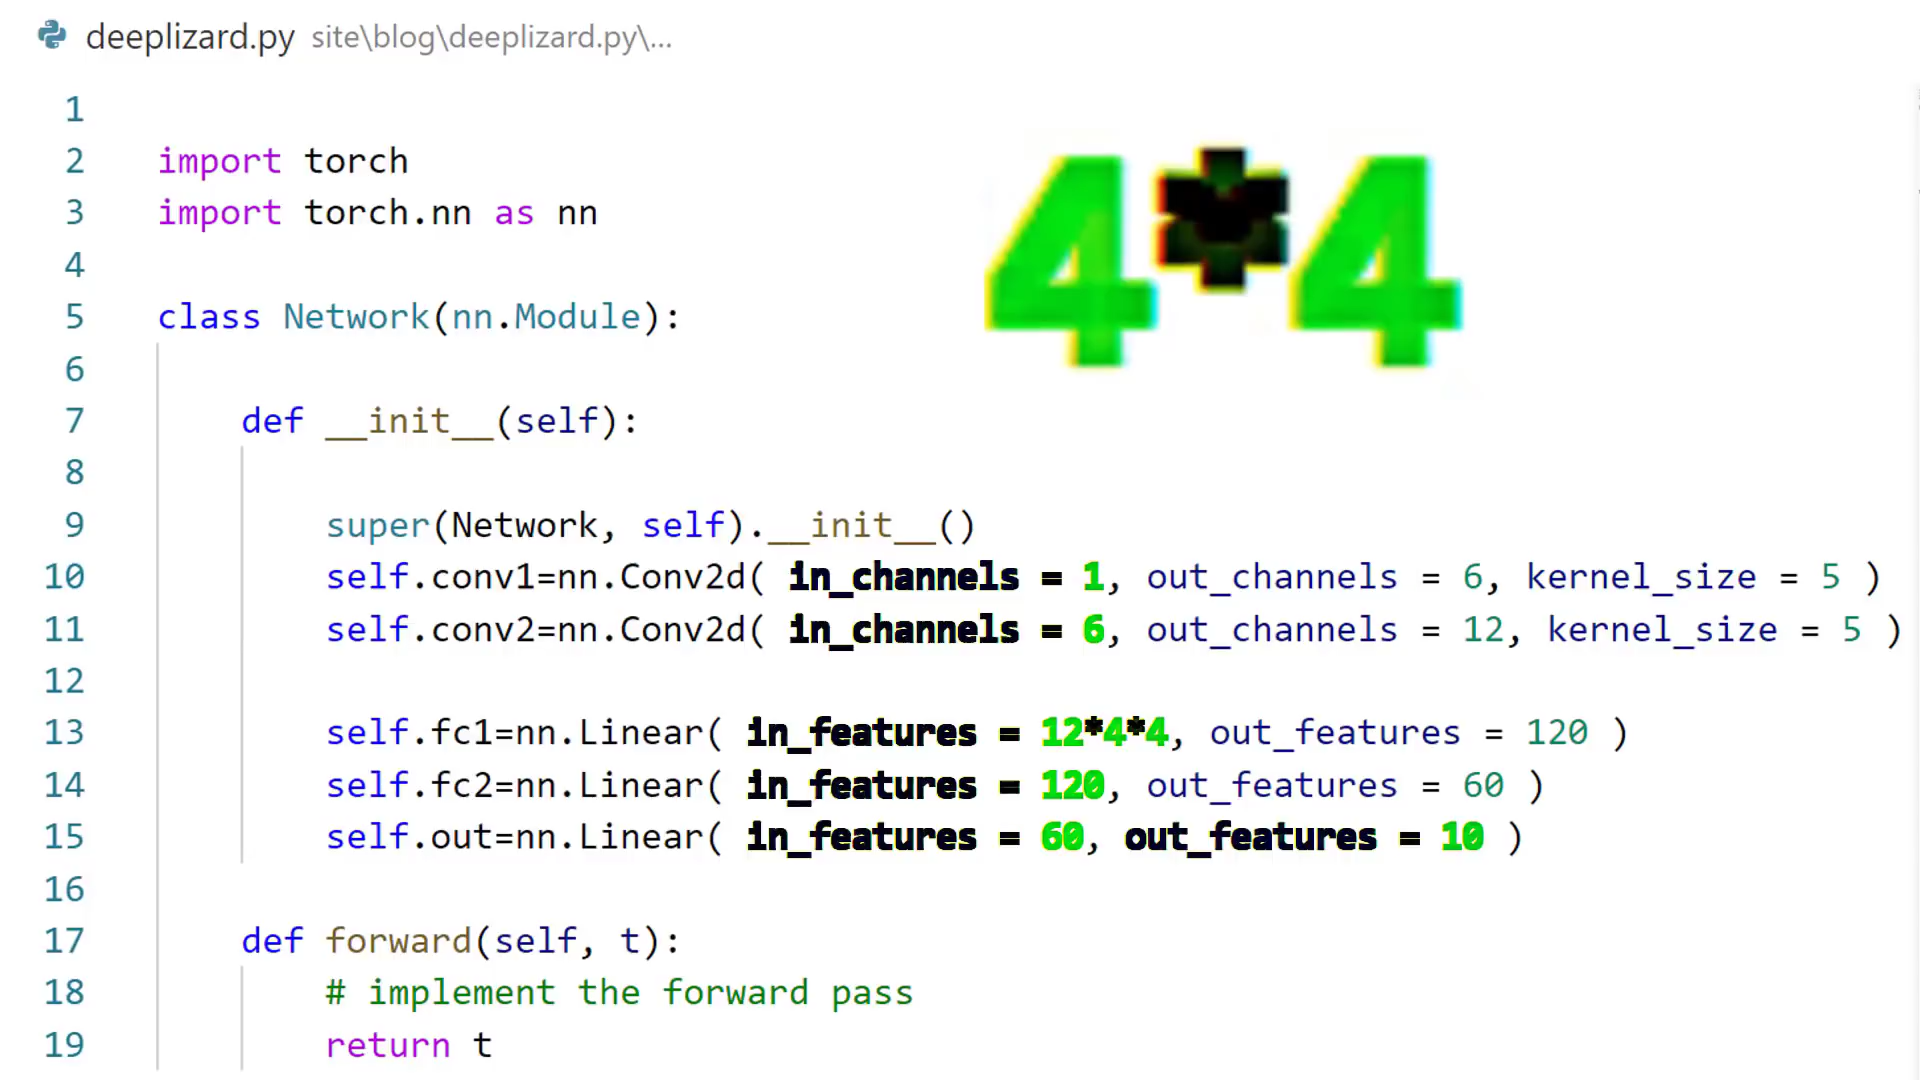 deeplizard.py site\blog\deeplizard.py\...
4*4
1
2 import torch
3 import torch.nn as nn
4
5 class Network(nn.Module):
6
7 def __init__(self):
8
9 super(Network, self).__init__()
10 self.conv1=nn.Conv2d( in_channels = 1, out_channels = 6, kernel_size = 5 )
11 self.conv2=nn.Conv2d( in_channels = 6, out_channels = 12, kernel_size = 5 )
12
13 self.fc1=nn.Linear( in_features = 12*4*4, out_features = 120 )
14 self.fc2=nn.Linear( in_features = 120, out_features = 60 )
15 self.out=nn.Linear( in_features = 60, out_features = 10 )
16
17 def forward(self, t):
18 # implement the forward pass
19 return t